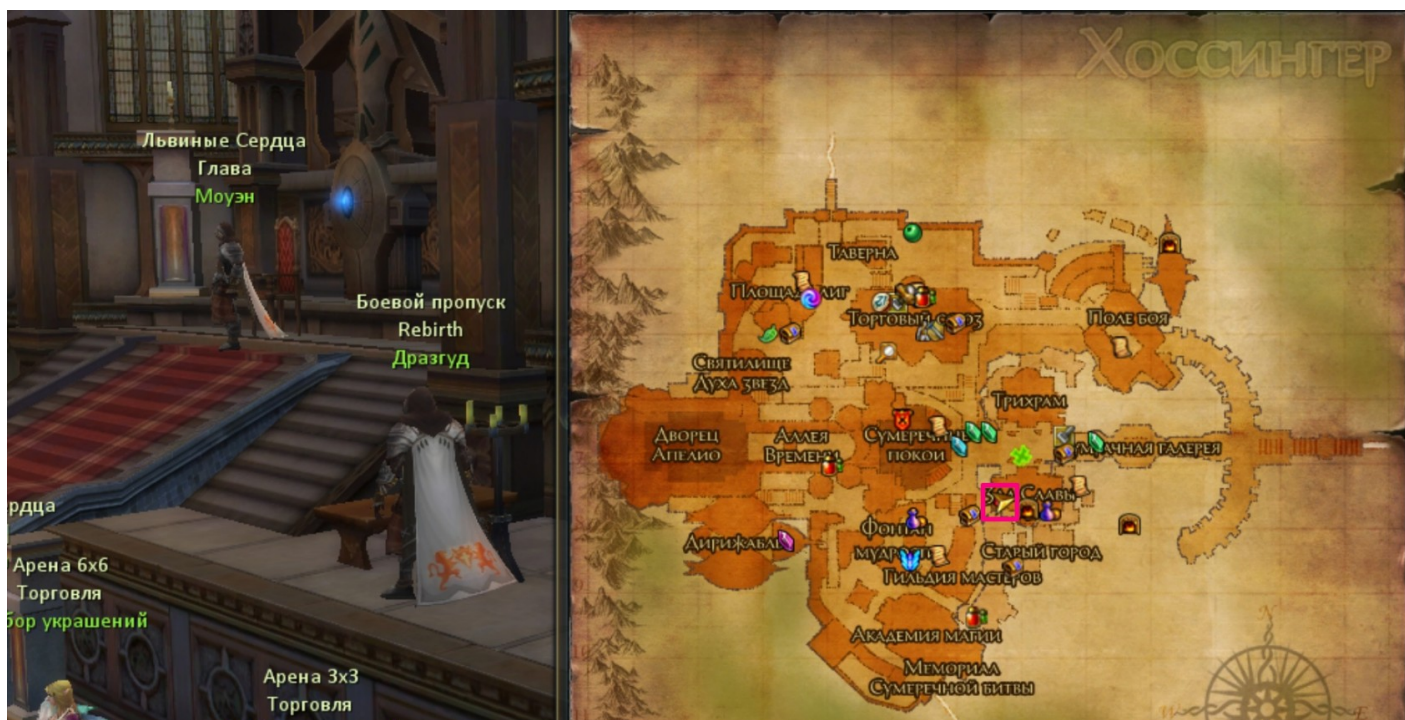 Львиные Сердца
Глава
Моуэн
Боевой пропуск
Rebirth
Дразгуд
рдца
Арена 6х6
Торговля
бор украшений
Арена 3х3
Торговля
Хоссингер
Таверна
Торговый
Поле боя
Святилище
Духа звезд
Трихрам
Дворец
Апелио
Аллея
Времени
покои
галерея
Славы
Дирижабль
Фонтан
Старый город
Гильдия мастеров
Академия магии
Мемориал
Сумеречной битвы